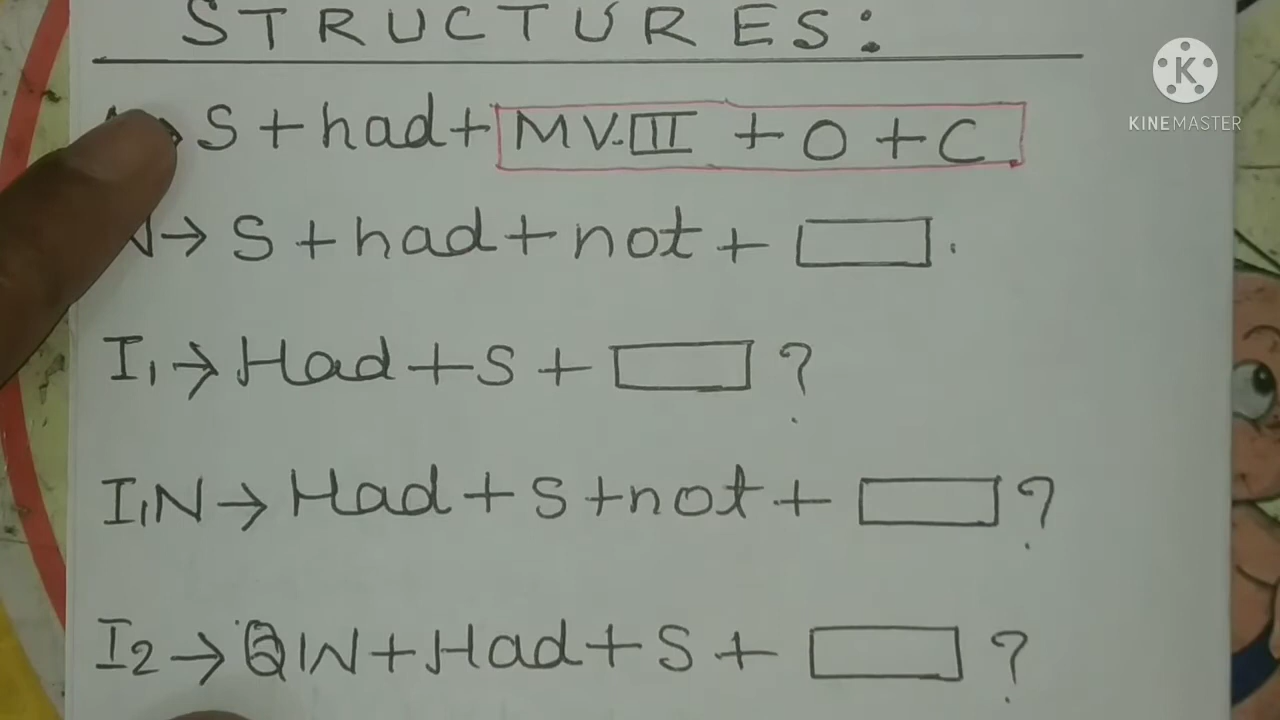 STRUCTURES:
K
KINEMASTER
S + had + MV.III + O + C
N → S + had + not + .
I₁ → Had + S + ?
I₁N → Had + S + not + ?
I₂ → QW + Had + S + ?